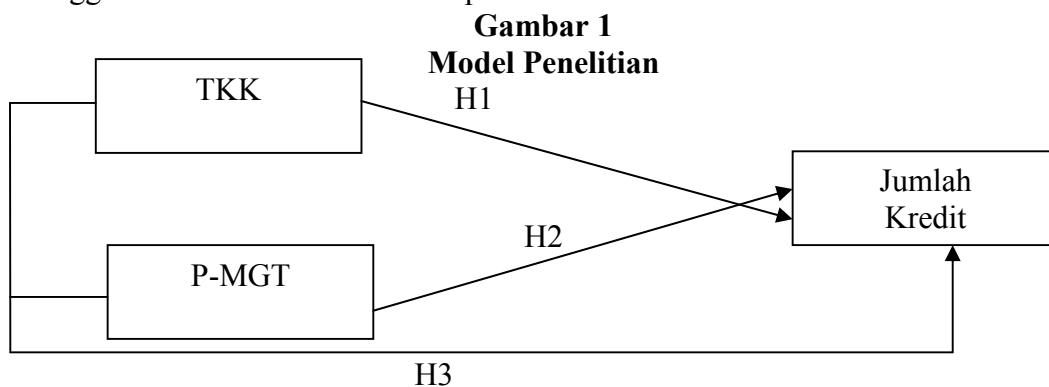 Gambar 1
Model Penelitian
TKK
H1
Jumlah
Kredit
H2
P-MGT
H3